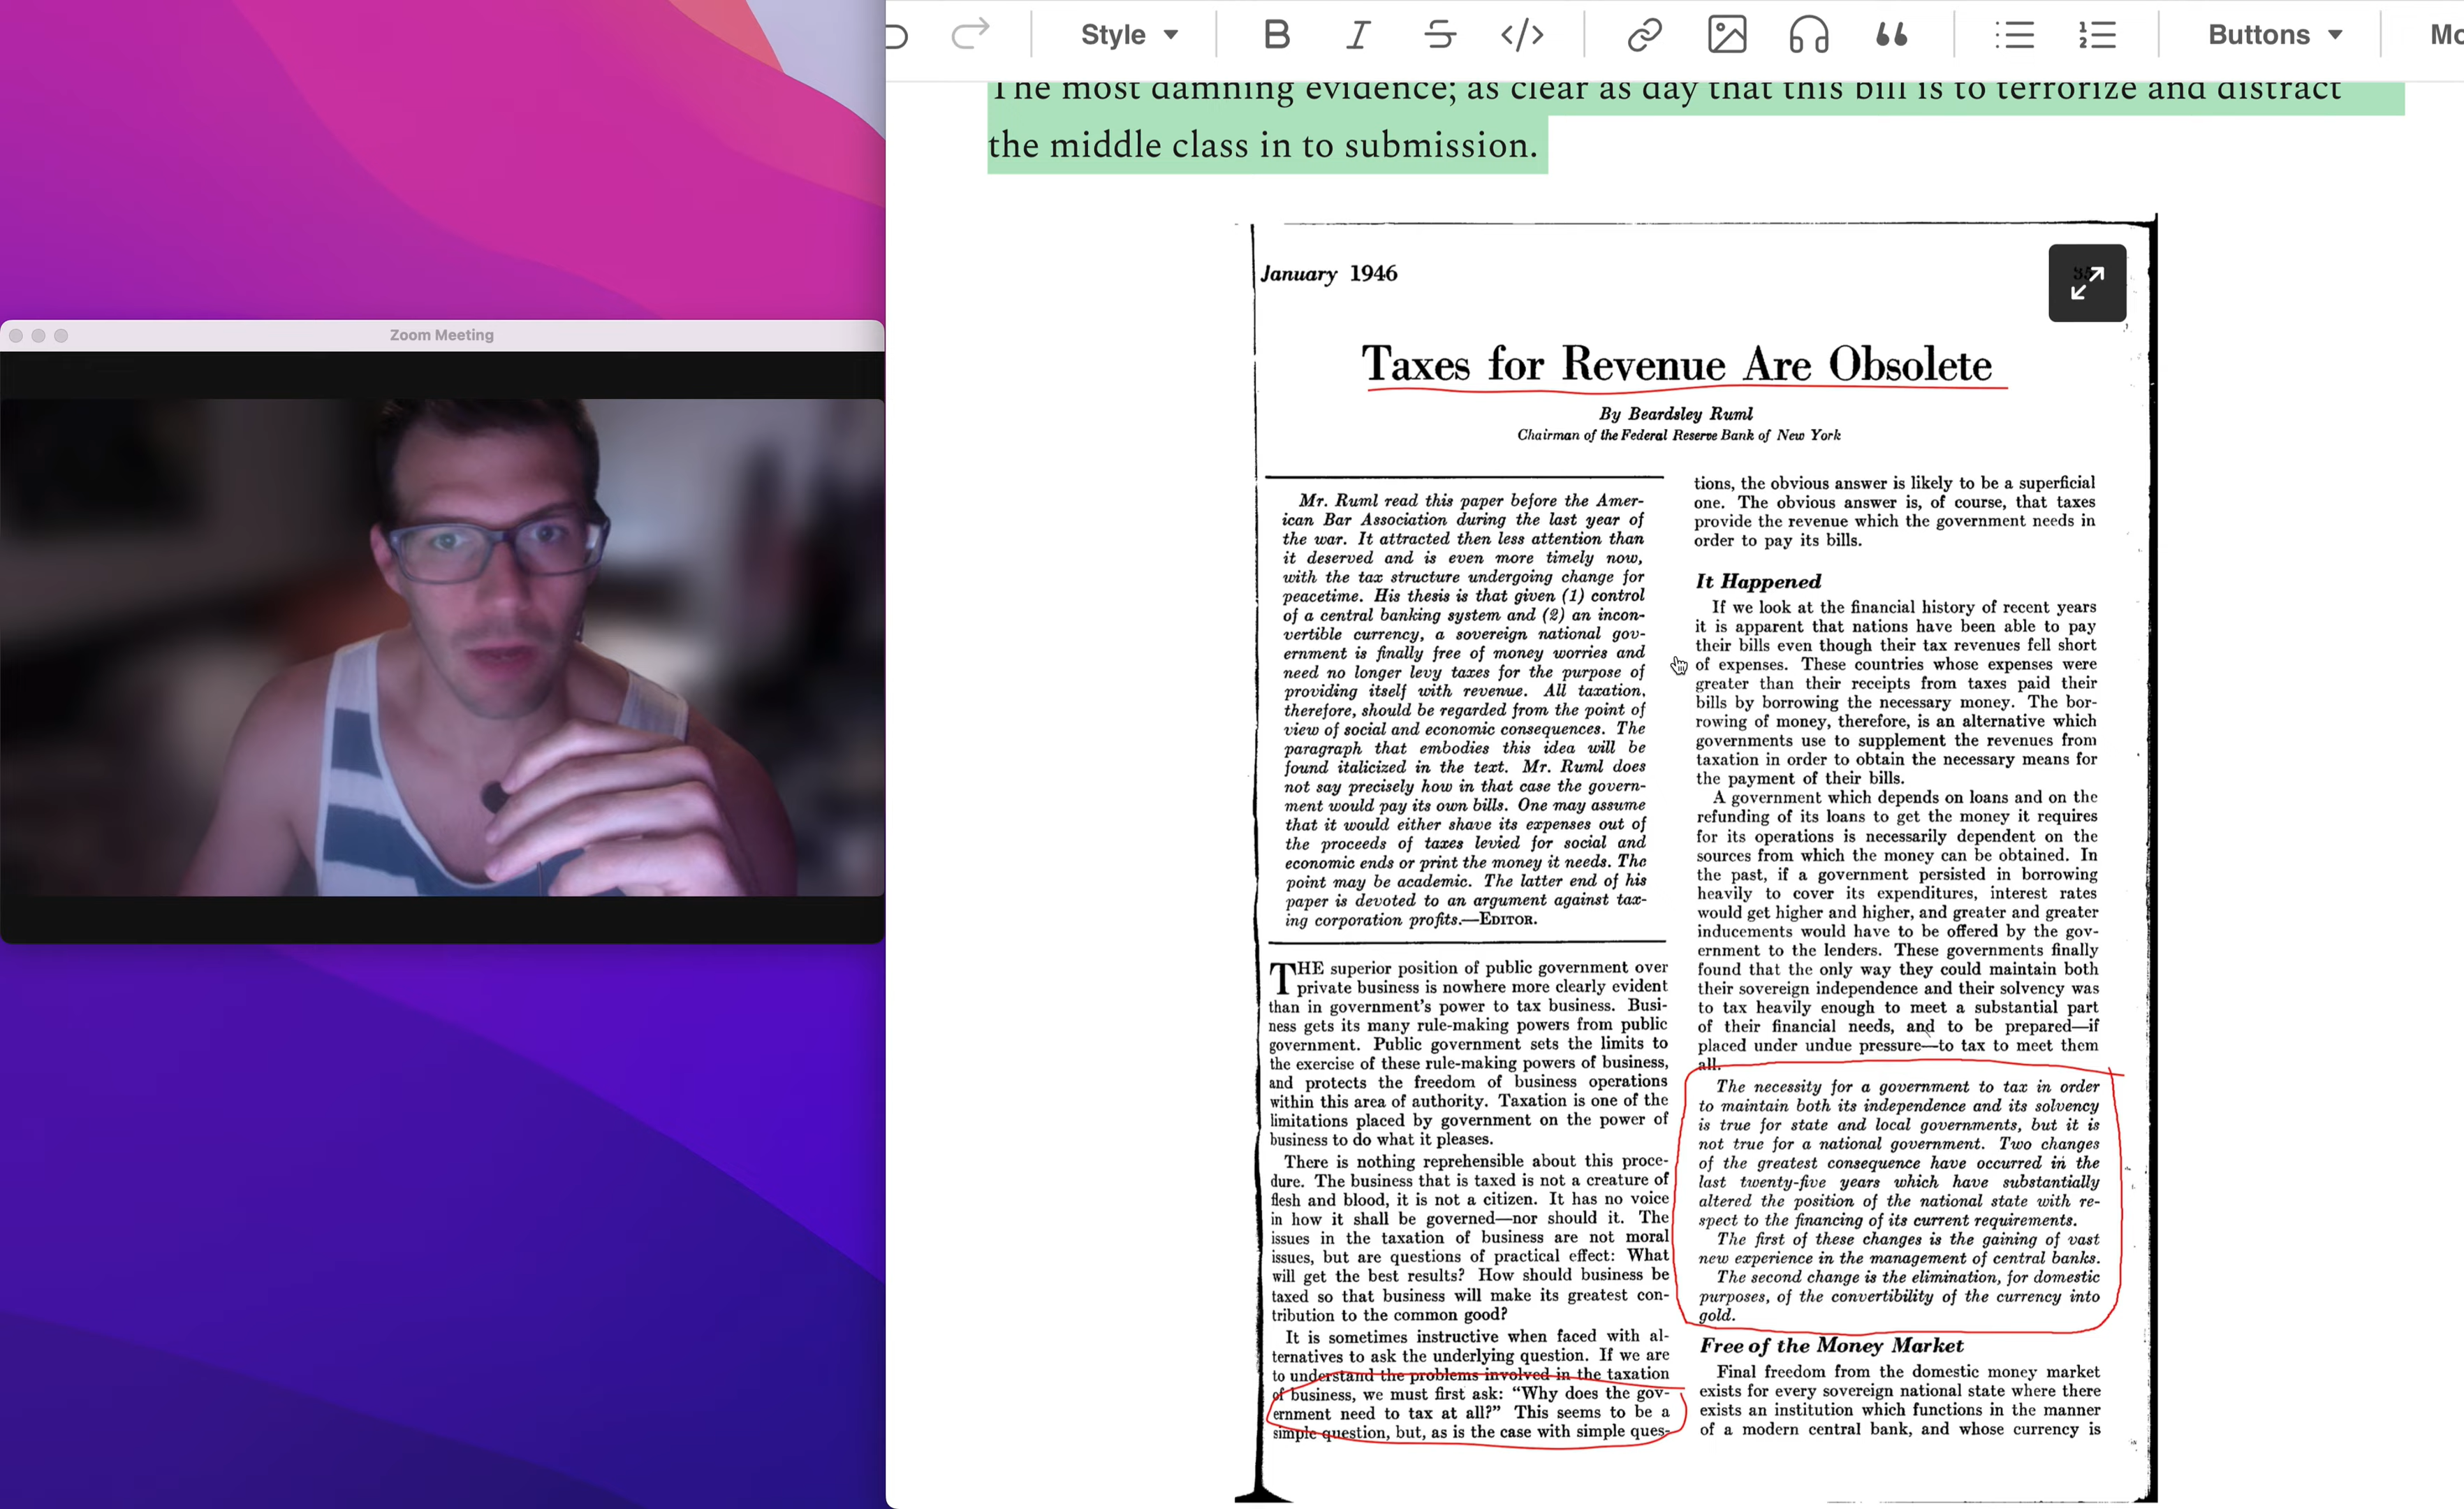 Style
Buttons
The most damning evidence; as clear as day that this bill is to terrorize and distract
the middle class in to submission.
Zoom Meeting
January 1946
Taxes for Revenue Are Obsolete
By Beardsley Ruml
Chairman of the Federal Reserve Bank of New York
Mr. Ruml read this paper before the Amer-
ican Bar Association during the last year of
the war. It attracted then less attention than
it deserved and is even more timely now,
with the tax structure undergoing change for
peacetime. His thesis is that given (1) control
of a central banking system and (2) an incon-
vertible currency, a sovereign national gov-
ernment is finally free of money worries and
need no longer levy taxes for the purpose of
providing itself with revenue. All taxation,
therefore, should be regarded from the point of
view of social and economic consequences. The
paragraph that embodies this idea will be
found italicized in the text. Mr. Ruml does
not say precisely how in that case the govern-
ment would pay its own bills. One may assume
that it would either shave its expenses out of
the proceeds of taxes levied for social and
economic ends or print the money it needs. The
point may be academic. The latter end of his
paper is devoted to an argument against tax-
ing corporation profits.—EDITOR.
THE superior position of public government over
private business is nowhere more clearly evident
than in government's power to tax business. Busi-
ness gets its many rule-making powers from public
government. Public government sets the limits to
the exercise of these rule-making powers of business,
and protects the freedom of business operations
within this area of authority. Taxation is one of the
limitations placed by government on the power of
business to do what it pleases.
There is nothing reprehensible about this proce-
dure. The business that is taxed is not a creature of
flesh and blood, it is not a citizen. It has no voice
in how it shall be governed—nor should it. The
issues in the taxation of business are not moral
issues, but are questions of practical effect: What
will get the best results? How should business be
taxed so that business will make its greatest con-
tribution to the common good?
It is sometimes instructive when faced with al-
ternatives to ask the underlying question. If we are
to understand the problems involved in the taxation
of business, we must first ask: "Why does the gov-
ernment need to tax at all?" This seems to be a
simple question, but, as is the case with simple ques-
tions, the obvious answer is likely to be a superficial
one. The obvious answer is, of course, that taxes
provide the revenue which the government needs in
order to pay its bills.
It Happened
If we look at the financial history of recent years
it is apparent that nations have been able to pay
their bills even though their tax revenues fell short
of expenses. These countries whose expenses were
greater than their receipts from taxes paid their
bills by borrowing the necessary money. The bor-
rowing of money, therefore, is an alternative which
governments use to supplement the revenues from
taxation in order to obtain the necessary means for
the payment of their bills.
A government which depends on loans and on the
refunding of its loans to get the money it requires
for its operations is necessarily dependent on the
sources from which the money can be obtained. In
the past, if a government persisted in borrowing
heavily to cover its expenditures, interest rates
would get higher and higher, and greater and greater
inducements would have to be offered by the gov-
ernment to the lenders. These governments finally
found that the only way they could maintain both
their sovereign independence and their solvency was
to tax heavily enough to meet a substantial part
of their financial needs, and to be prepared—if
placed under undue pressure—to tax to meet them
all.
The necessity for a government to tax in order
to maintain both its independence and its solvency
is true for state and local governments, but it is
not true for a national government. Two changes
of the greatest consequence have occurred in the
last twenty-five years which have substantially
altered the position of the national state with re-
spect to the financing of its current requirements.
The first of these changes is the gaining of vast
new experience in the management of central banks.
The second change is the elimination, for domestic
purposes, of the convertibility of the currency into
gold.
Free of the Money Market
Final freedom from the domestic money market
exists for every sovereign national state where there
exists an institution which functions in the manner
of a modern central bank, and whose currency is